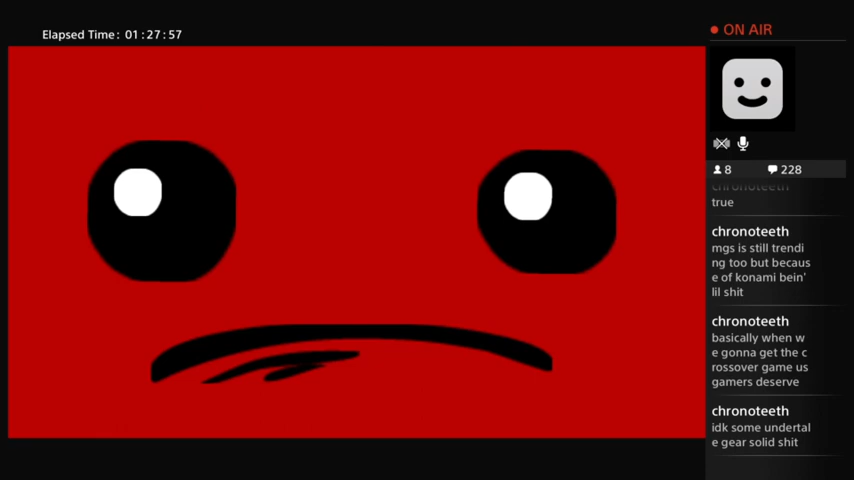 Elapsed Time: 01:27:57
ON AIR
8 228
chronoteeth
true
chronoteeth
mgs is still trendi
ng too but becaus
e of konami bein'
lil shit
chronoteeth
basically when w
e gonna get the c
rossover game us
gamers deserve
chronoteeth
idk some undertal
e gear solid shit